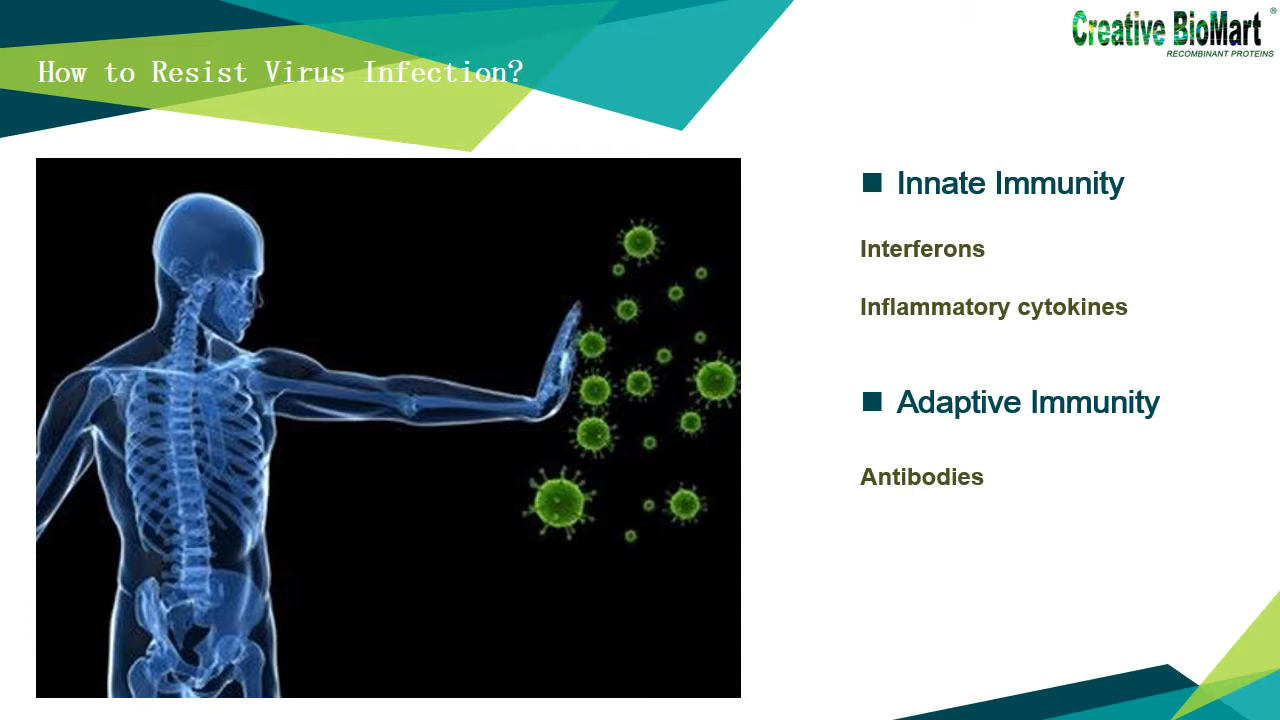 How to Resist Virus Infection?
Creative BioMart ®
RECOMBINANT PROTEINS
■ Innate Immunity
Interferons
Inflammatory cytokines
■ Adaptive Immunity
Antibodies